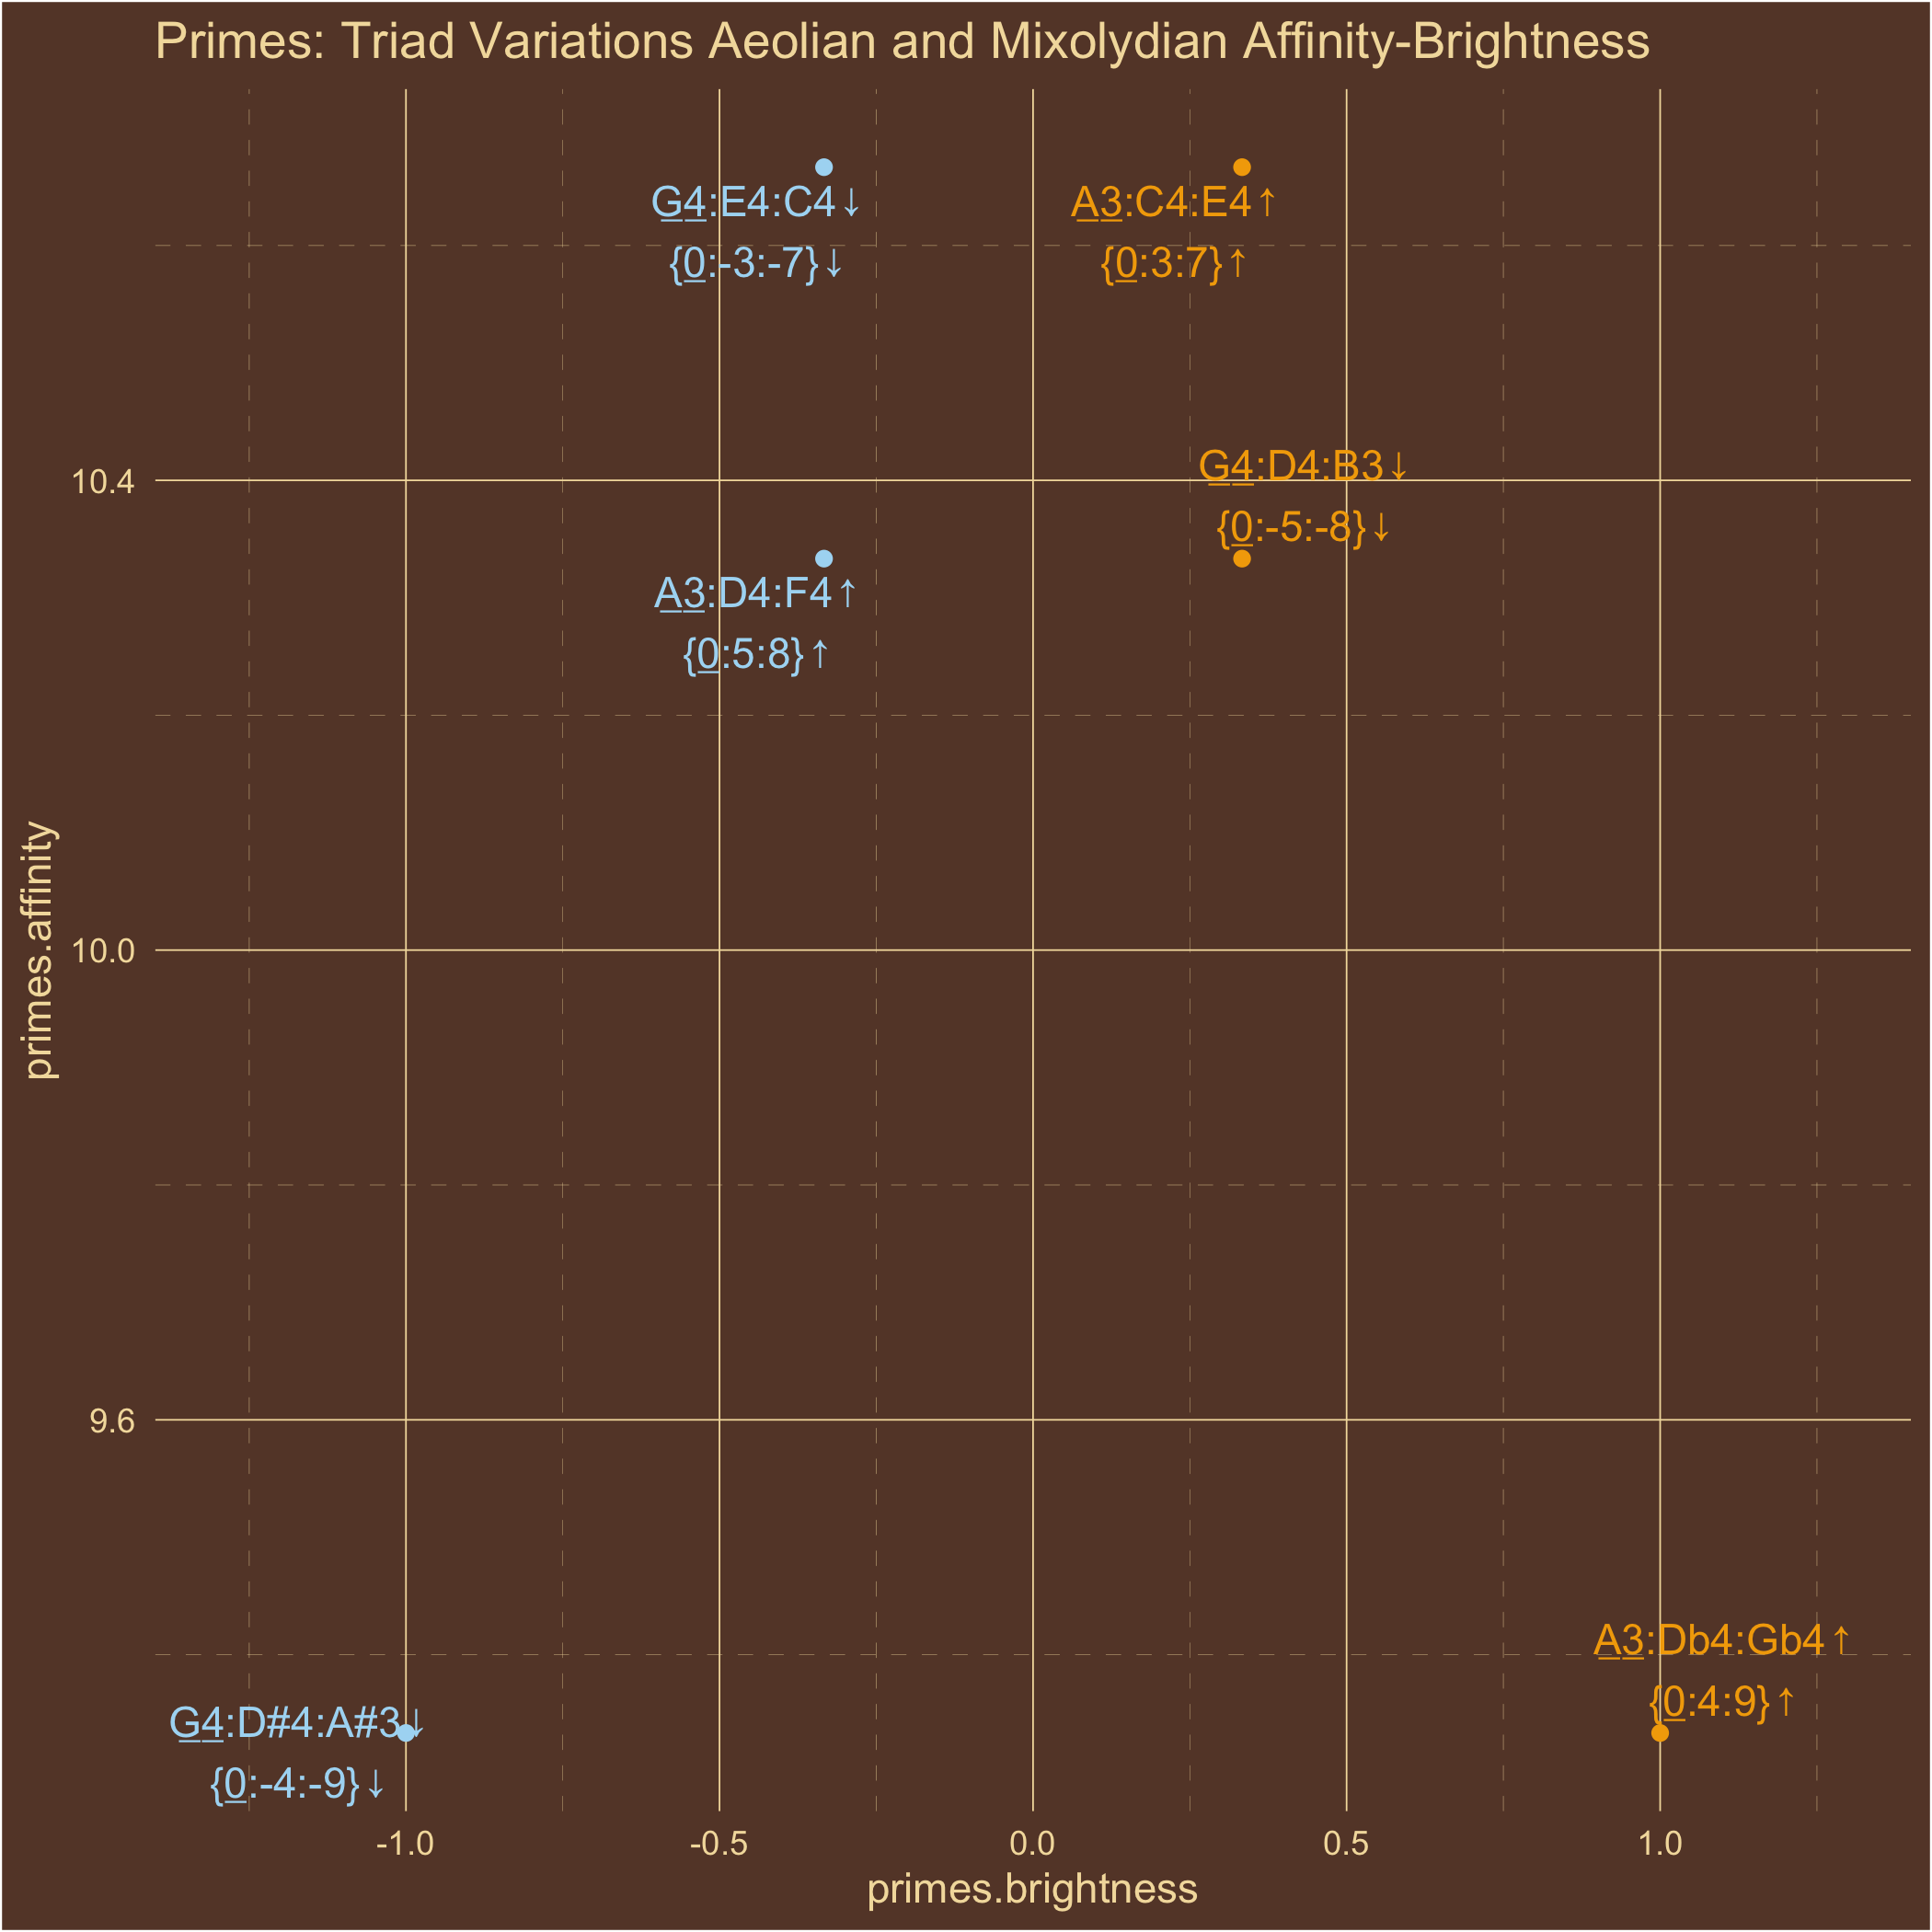 Primes: Triad Variations Aeolian and Mixolydian Affinity-Brightness
G4:E4:C4↓
{0:-3:-7}↓
A3:C4:E4↑
{0:3:7}↑
10.4
G4:D4:B3↓
{0:-5:-8}↓
A3:D4:F4↑
{0:5:8}↑
primes.affinity
10.0
9.6
A3:Db4:Gb4↑
{0:4:9}↑
G4:D#4:A#3↓
{0:-4:-9}↓
-1.0
-0.5
0.0
0.5
1.0
primes.brightness